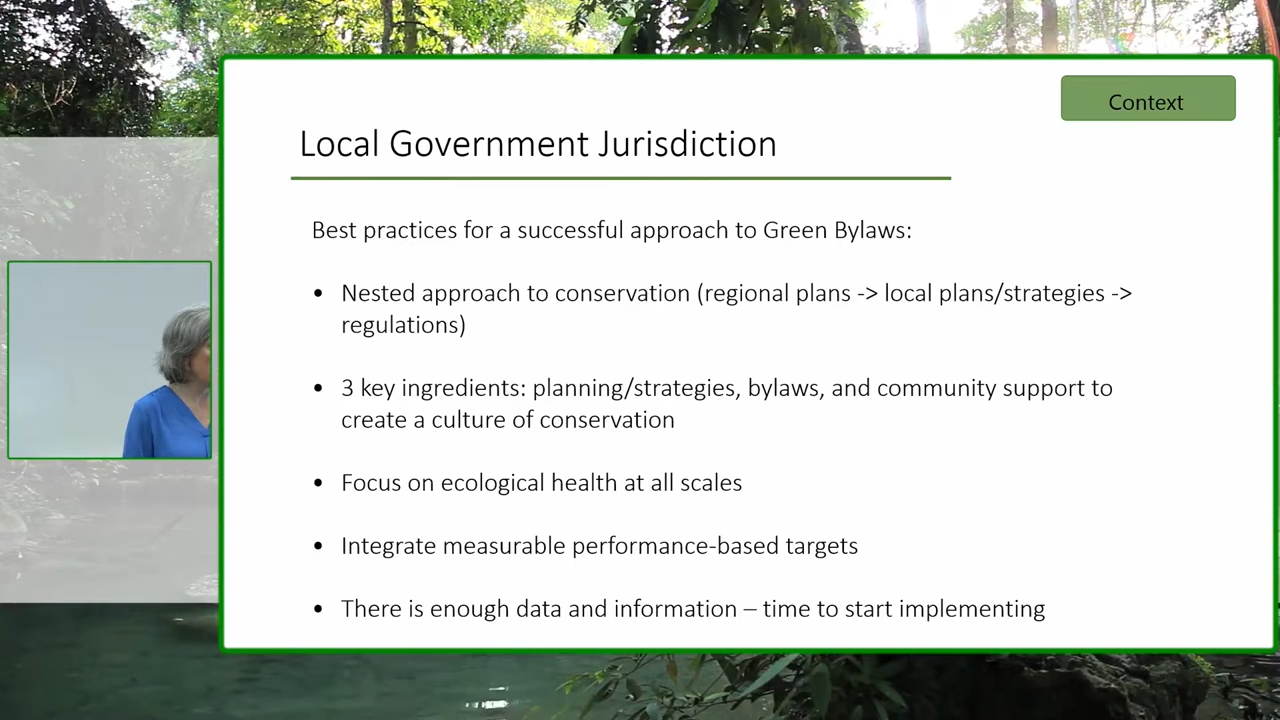 Context
Local Government Jurisdiction
Best practices for a successful approach to Green Bylaws:
• Nested approach to conservation (regional plans -> local plans/strategies ->
regulations)
• 3 key ingredients: planning/strategies, bylaws, and community support to
create a culture of conservation
• Focus on ecological health at all scales
• Integrate measurable performance-based targets
• There is enough data and information – time to start implementing